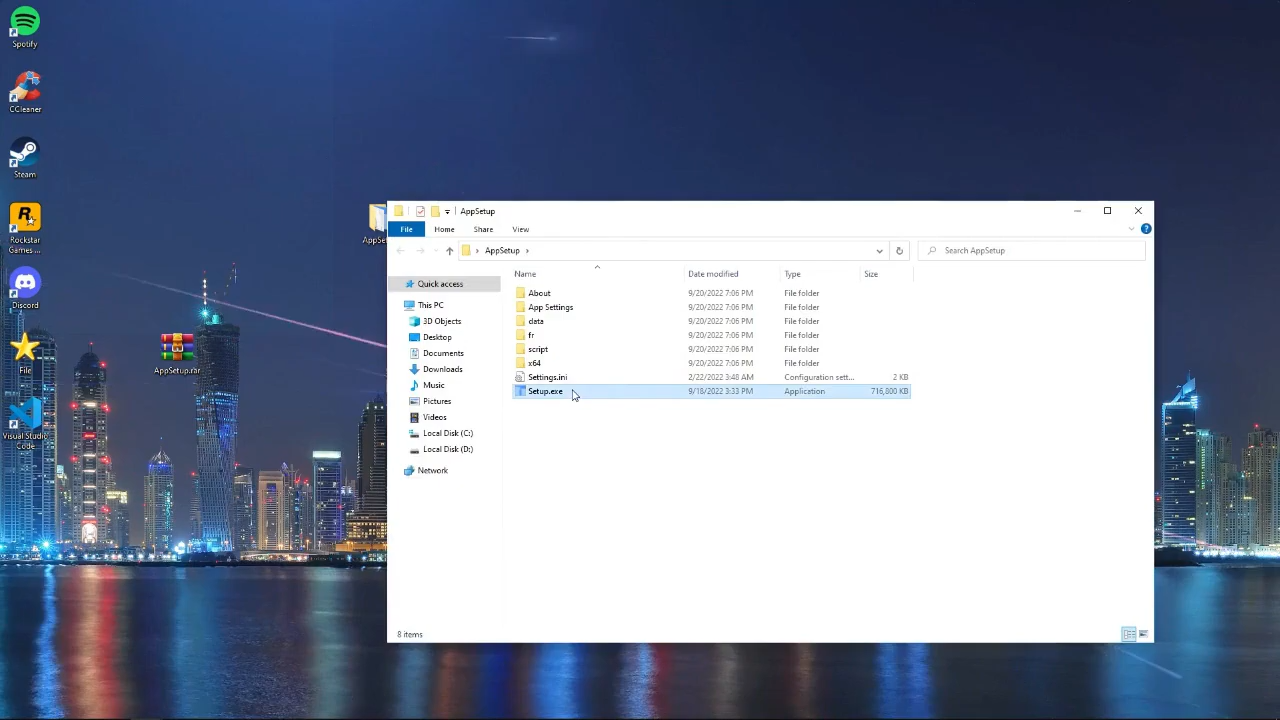 Spotify
CCleaner
Steam
Rockstar
Games ...
Discord
File
Visual Studio
Code
AppSetup.rar
AppSe
AppSetup
File
Home
Share
View
AppSetup
Search AppSetup
Name
Date modified
Type
Size
Quick access
This PC
3D Objects
Desktop
Documents
Downloads
Music
Pictures
Videos
Local Disk (C:)
Local Disk (D:)
Network
About 9/20/2022 7:06 PM File folder
App Settings 9/20/2022 7:06 PM File folder
data 9/20/2022 7:06 PM File folder
fr 9/20/2022 7:06 PM File folder
script 9/20/2022 7:06 PM File folder
x64 9/20/2022 7:06 PM File folder
Settings.ini 2/22/2022 3:48 AM Configuration sett... 2 KB
Setup.exe 9/18/2022 3:33 PM Application 716,800 KB
8 items